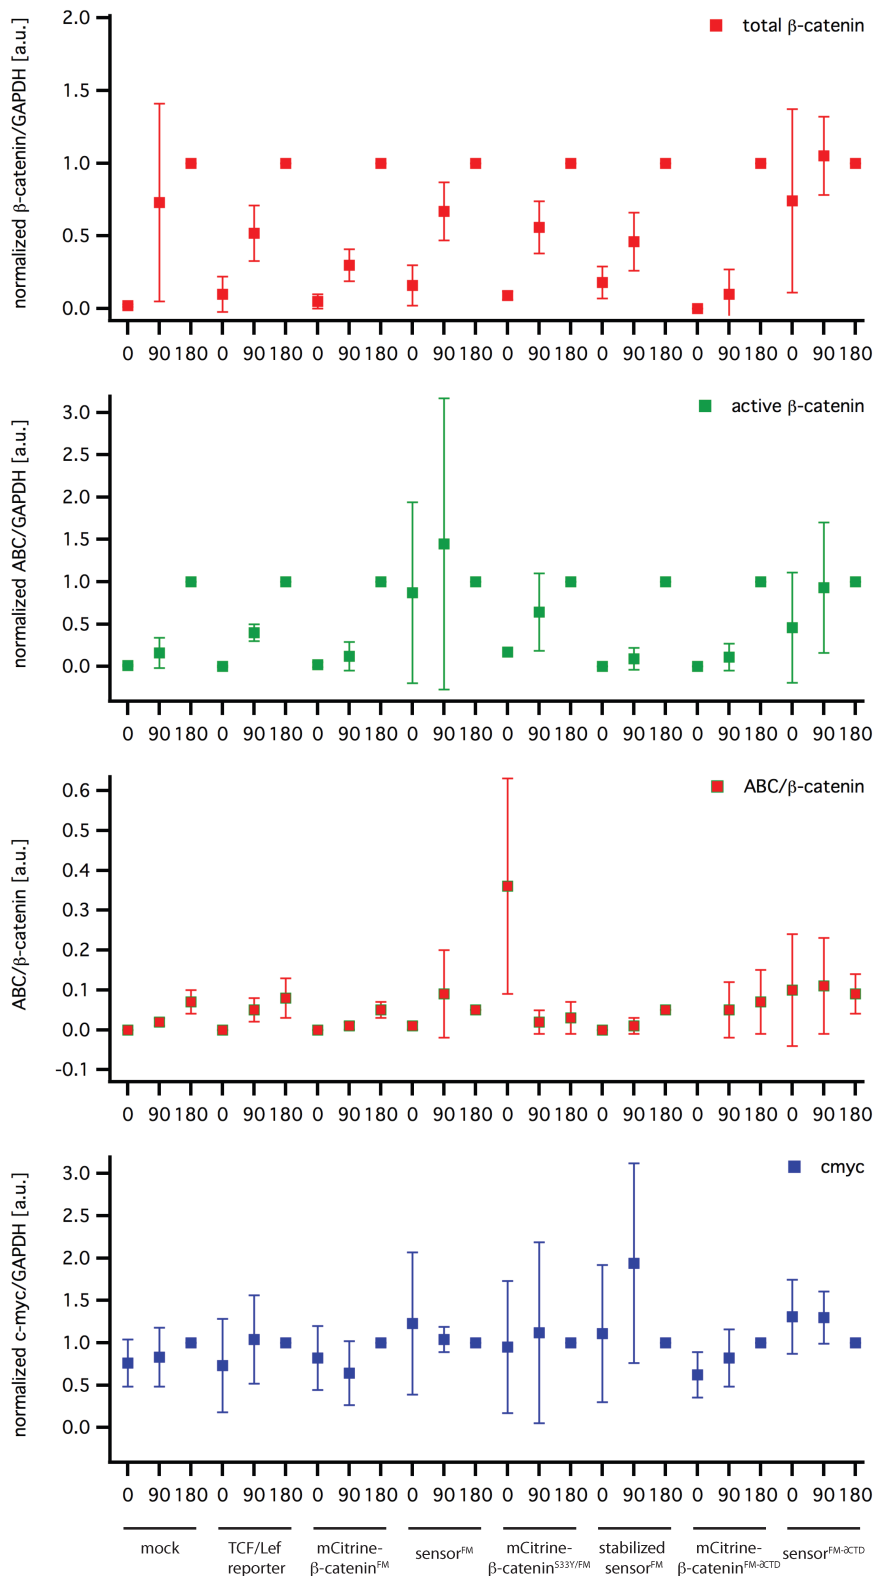 normalized β-catenin/GAPDH [a.u.]
2.0
1.5
1.0
0.5
0.0
total β-catenin
0 90 180 0 90 180 0 90 180 0 90 180 0 90 180 0 90 180 0 90 180 0 90 180
normalized ABC/GAPDH [a.u.]
3.0
2.5
2.0
1.5
1.0
0.5
0.0
active β-catenin
0 90 180 0 90 180 0 90 180 0 90 180 0 90 180 0 90 180 0 90 180 0 90 180
ABC/β-catenin [a.u.]
0.6
0.5
0.4
0.3
0.2
0.1
0.0
-0.1
ABC/β-catenin
0 90 180 0 90 180 0 90 180 0 90 180 0 90 180 0 90 180 0 90 180 0 90 180
normalized c-myc/GAPDH [a.u.]
3.0
2.5
2.0
1.5
1.0
0.5
0.0
cmyc
0 90 180 0 90 180 0 90 180 0 90 180 0 90 180 0 90 180 0 90 180 0 90 180
mock
TCF/Lef
reporter
mCitrine-
β-catenin^FM
sensor^FM
mCitrine-
β-catenin^S33Y/FM
stabilized
sensor^FM
mCitrine-
β-catenin^FM-∂CTD
sensor^FM-∂CTD